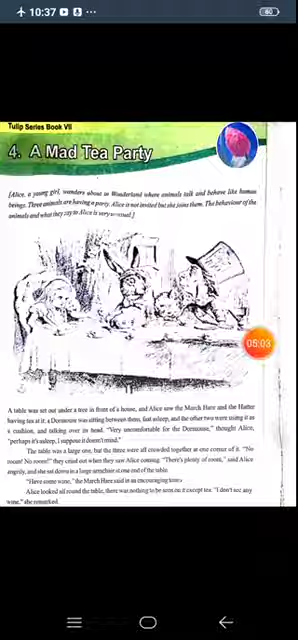 10:37
60
Tulip Series Book VII
4. A Mad Tea Party
[Alice, a young girl, wanders about in Wonderland where animals talk and behave like human
beings. Three animals are having a party. Alice is not invited but she joins them. The behaviour of the
animals and what they say to Alice is very unusual.]
05:03
A table was set out under a tree in front of a house, and Alice saw the March Hare and the Hatter
having tea at it; a Dormouse was sitting between them, fast asleep, and the other two were using it as
a cushion, and talking over its head. "Very uncomfortable for the Dormouse," thought Alice,
"perhaps it's asleep, I suppose it doesn't mind."
The table was a large one, but the three were all crowded together at one corner of it. "No
room! No room!" they cried out when they saw Alice coming. "There's plenty of room," said Alice
angrily, and she sat down in a large armchair at one end of the table.
"Have some wine," the March Hare said in an encouraging tone.
Alice looked all round the table, there was nothing to be seen on it except tea. "I don't see any
wine," she remarked.